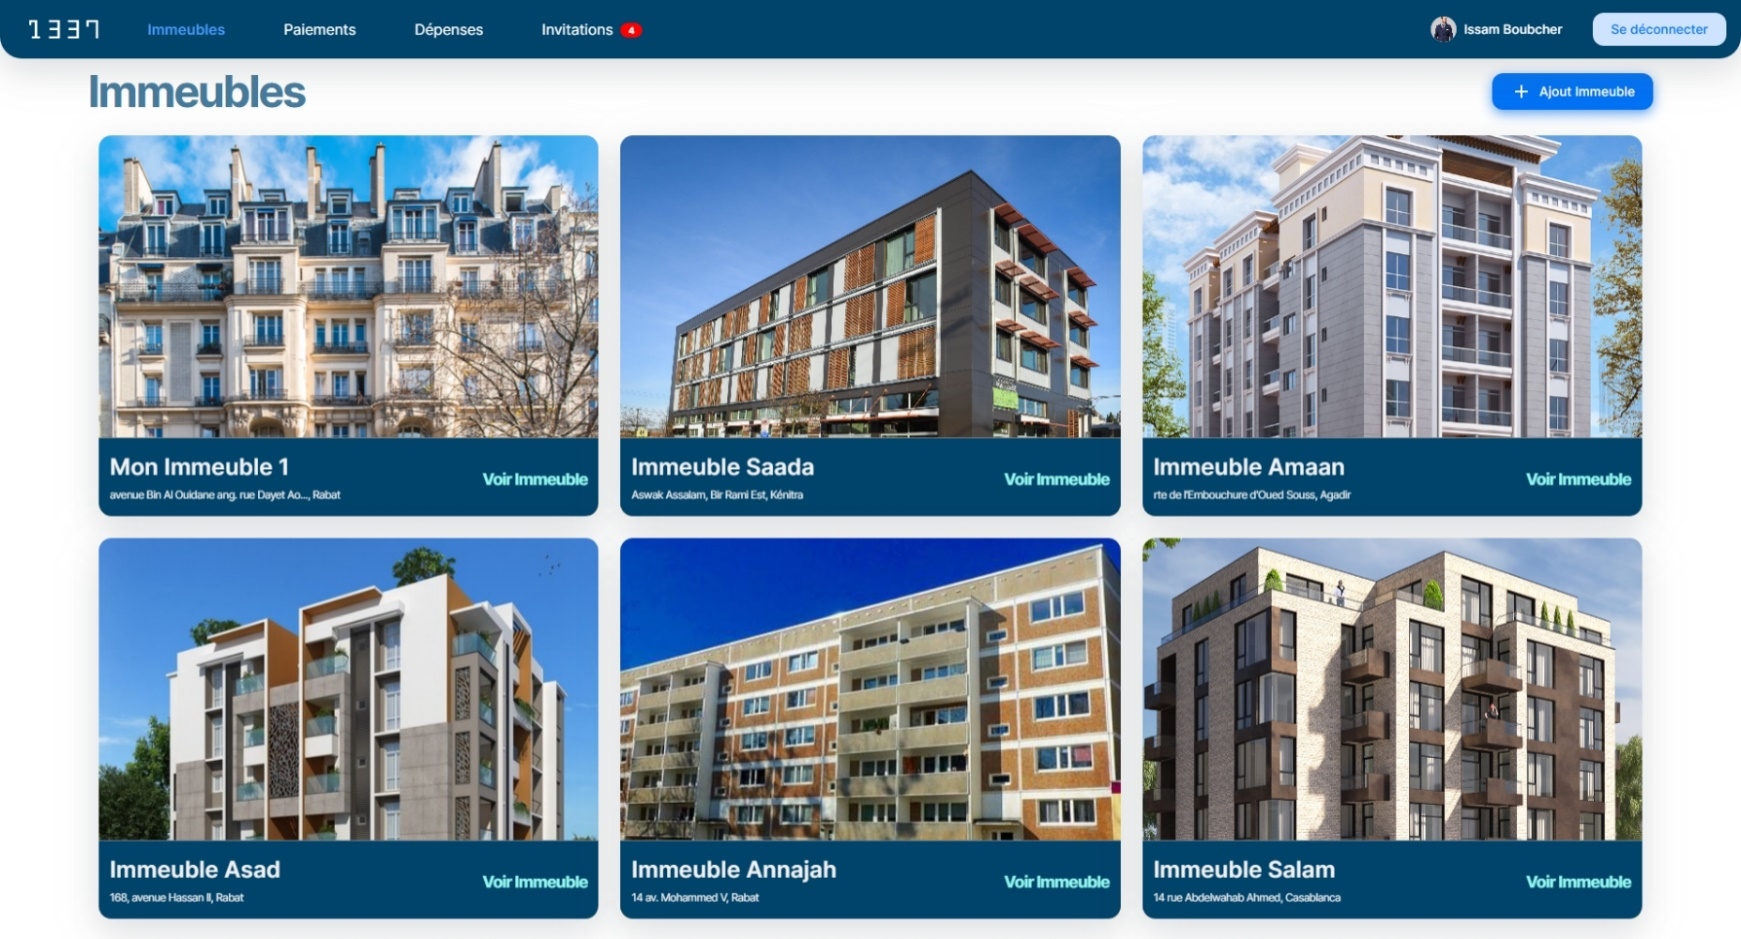 1337
Immeubles
Paiements
Dépenses
Invitations 4
Issam Boubcher
Se déconnecter
Immeubles
+ Ajout Immeuble
Mon Immeuble 1
avenue Bin Al Ouidane ang. rue Dayet Ao..., Rabat
Voir Immeuble
Immeuble Saada
Aswak Assalam, Bir Rami Est, Kénitra
Voir Immeuble
Immeuble Amaan
rte de l'Embouchure d'Oued Souss, Agadir
Voir Immeuble
Immeuble Asad
168, avenue Hassan II, Rabat
Voir Immeuble
Immeuble Annajah
14 av. Mohammed V, Rabat
Voir Immeuble
Immeuble Salam
14 rue Abdelwahab Ahmed, Casablanca
Voir Immeuble